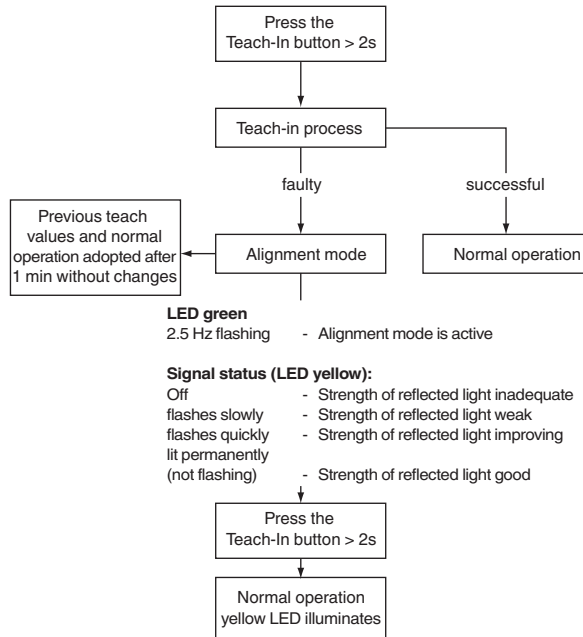 Press the
Teach-In button > 2s
Teach-in process
faulty
successful
Previous teach
values and normal
operation adopted after
1 min without changes
Alignment mode
Normal operation
LED green
2.5 Hz flashing - Alignment mode is active
Signal status (LED yellow):
Off - Strength of reflected light inadequate
flashes slowly - Strength of reflected light weak
flashes quickly - Strength of reflected light improving
lit permanently
(not flashing) - Strength of reflected light good
Press the
Teach-In button > 2s
Normal operation
yellow LED illuminates